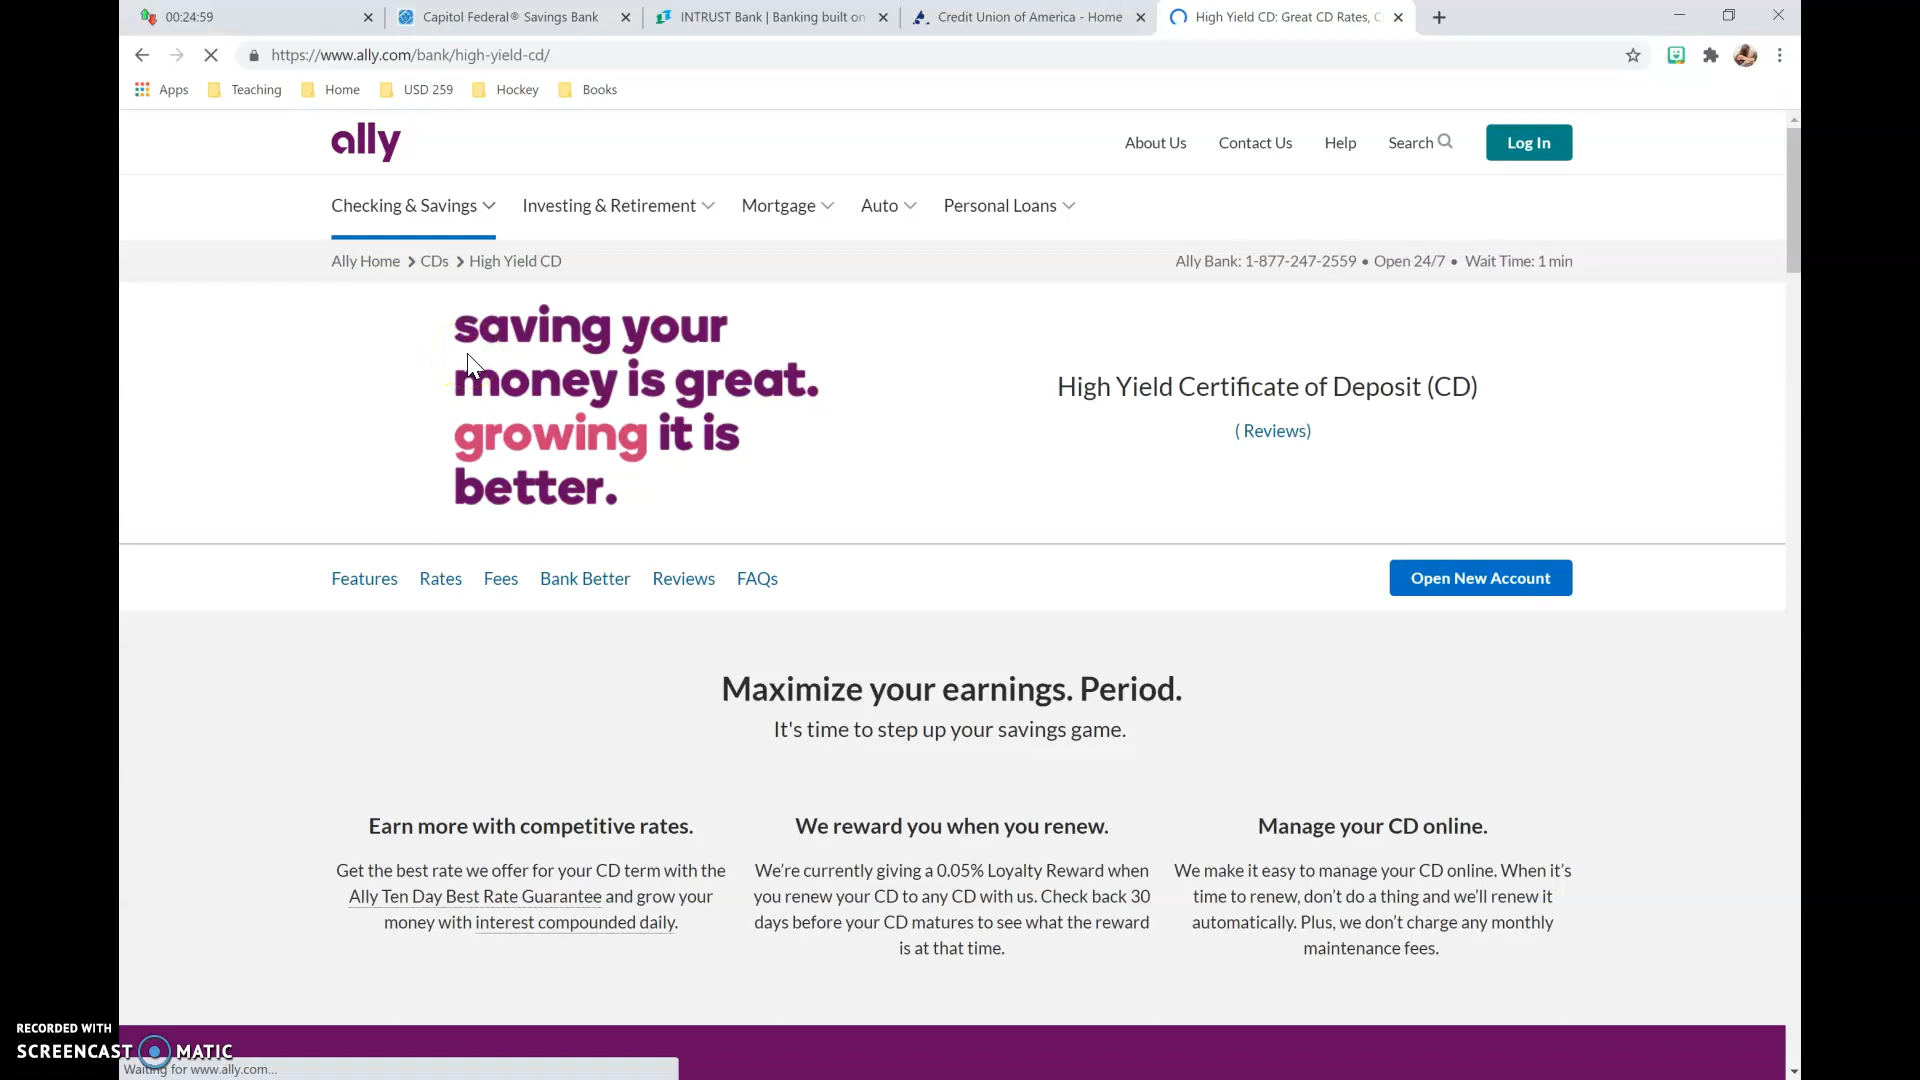 00:24:59
Capitol Federal® Savings Bank
INTRUST Bank | Banking built on
Credit Union of America - Home
High Yield CD: Great CD Rates, C
https://www.ally.com/bank/high-yield-cd/
Apps
Teaching
Home
USD 259
Hockey
Books
ally
About Us
Contact Us
Help
Search
Log In
Checking & Savings
Investing & Retirement
Mortgage
Auto
Personal Loans
Ally Home > CDs > High Yield CD
Ally Bank: 1-877-247-2559 • Open 24/7 • Wait Time: 1 min
saving your
money is great.
growing it is
better.
High Yield Certificate of Deposit (CD)
( Reviews)
Features
Rates
Fees
Bank Better
Reviews
FAQs
Open New Account
Maximize your earnings. Period.
It's time to step up your savings game.
Earn more with competitive rates.
Get the best rate we offer for your CD term with the
Ally Ten Day Best Rate Guarantee and grow your
money with interest compounded daily.
We reward you when you renew.
We’re currently giving a 0.05% Loyalty Reward when
you renew your CD to any CD with us. Check back 30
days before your CD matures to see what the reward
is at that time.
Manage your CD online.
We make it easy to manage your CD online. When it’s
time to renew, don’t do a thing and we’ll renew it
automatically. Plus, we don’t charge any monthly
maintenance fees.
RECORDED WITH
SCREENCAST MATIC
Waiting for www.ally.com...